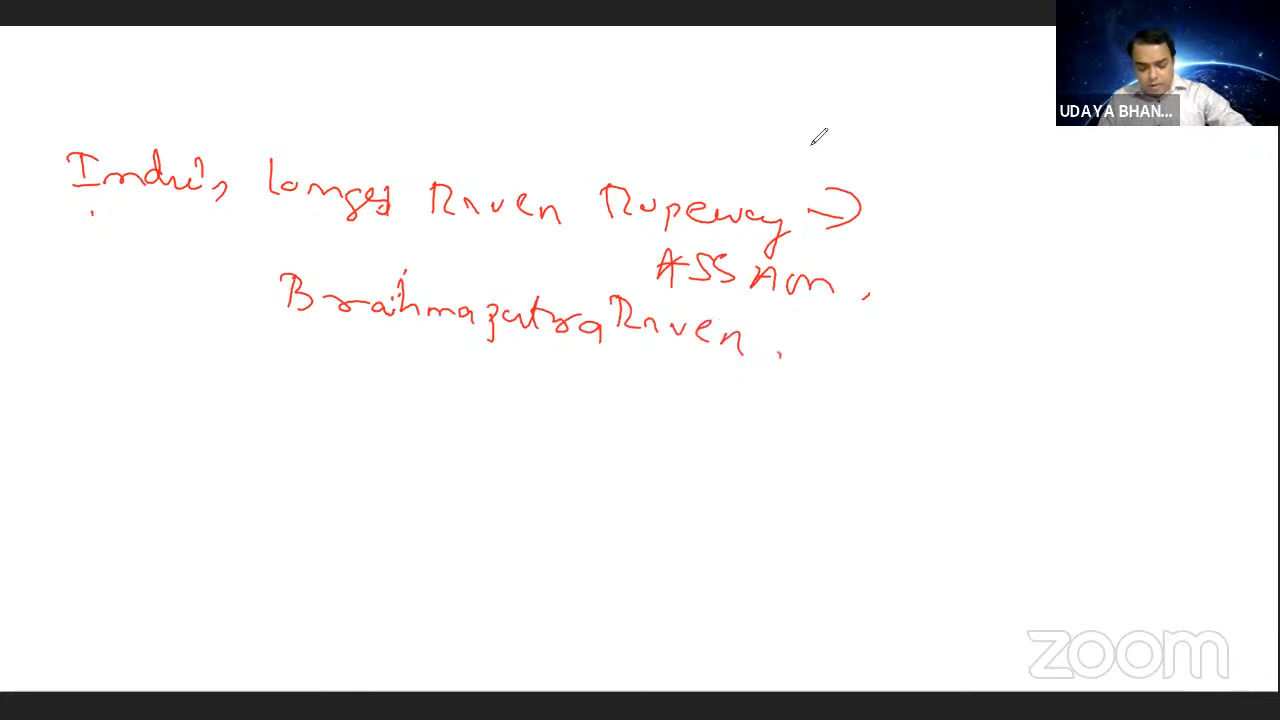 UDAYA BHAN...
India's Longest River Ropeway →
ASSAM.
Brahmaputra River.
zoom